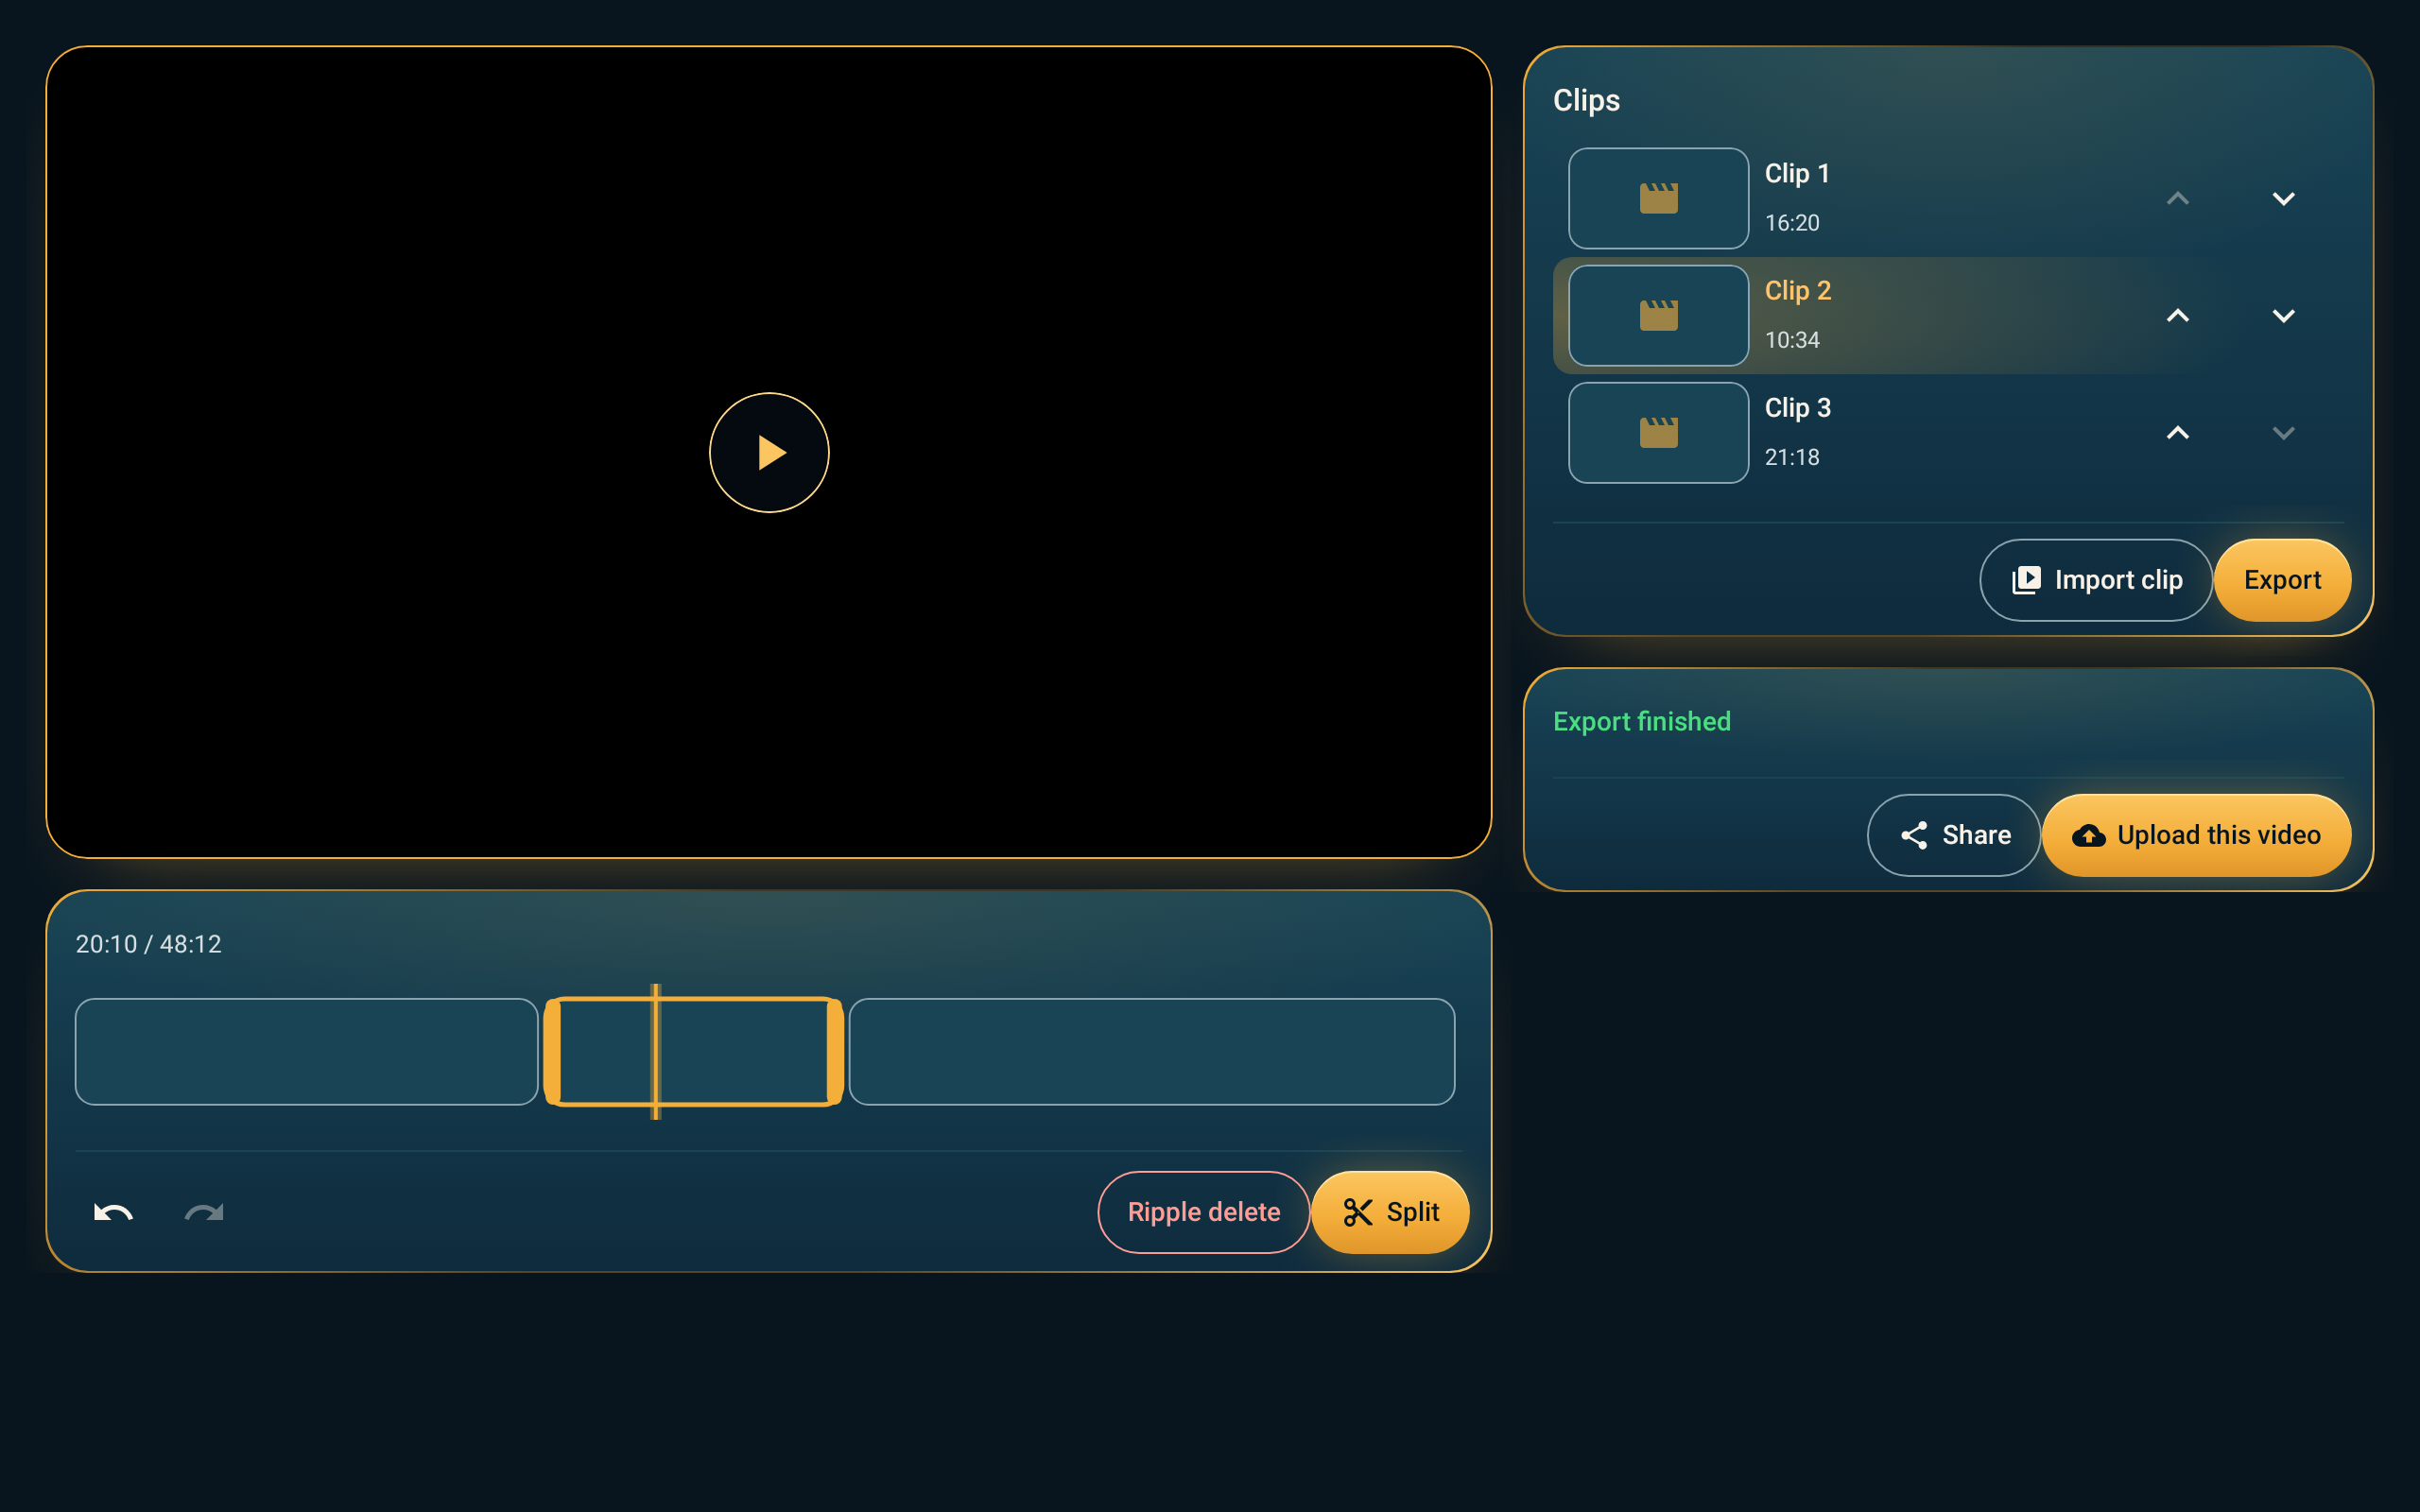 Clips
Clip 1
16:20
Clip 2
10:34
Clip 3
21:18
Import clip
Export
Export finished
Share
Upload this video
20:10 / 48:12
Ripple delete
Split